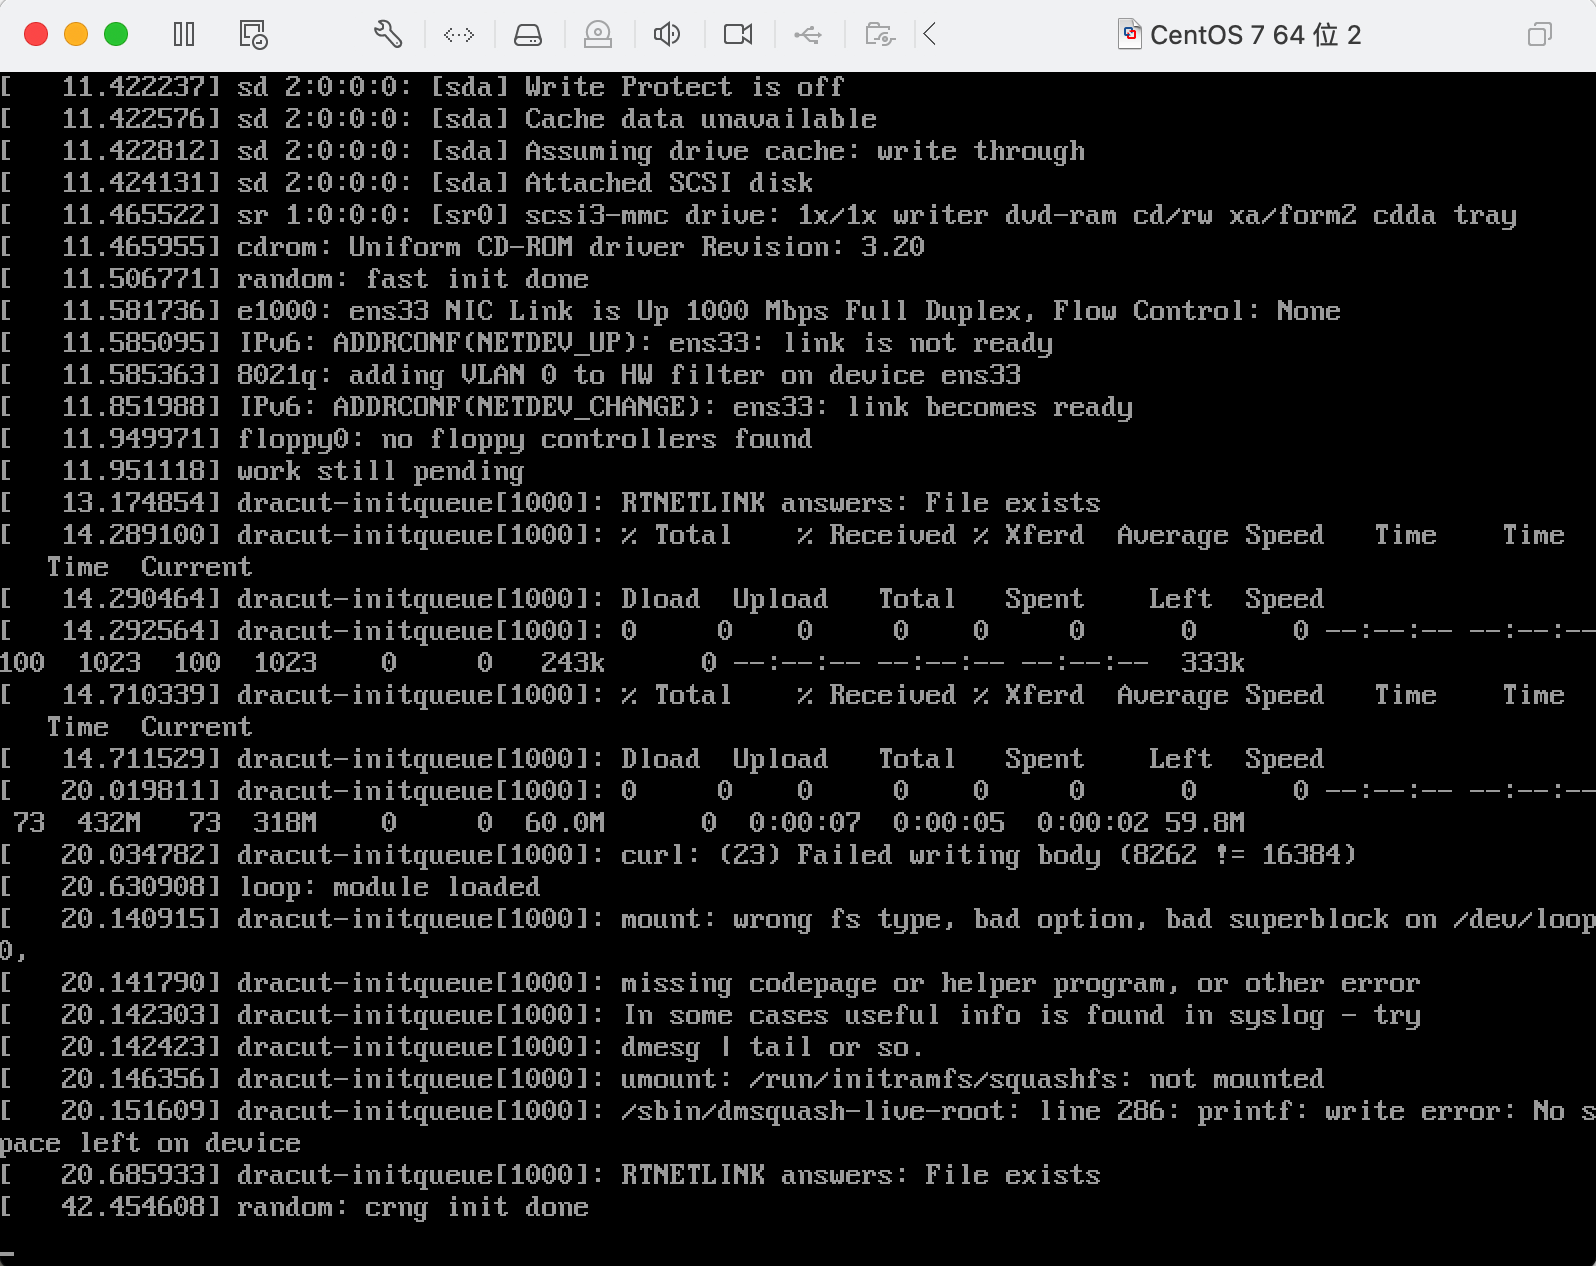 CentOS 7 64 位 2
[   11.422237] sd 2:0:0:0: [sda] Write Protect is off
[   11.422576] sd 2:0:0:0: [sda] Cache data unavailable
[   11.422812] sd 2:0:0:0: [sda] Assuming drive cache: write through
[   11.424131] sd 2:0:0:0: [sda] Attached SCSI disk
[   11.465522] sr 1:0:0:0: [sr0] scsi3-mmc drive: 1x/1x writer dvd-ram cd/rw xa/form2 cdda tray
[   11.465955] cdrom: Uniform CD-ROM driver Revision: 3.20
[   11.506771] random: fast init done
[   11.581736] e1000: ens33 NIC Link is Up 1000 Mbps Full Duplex, Flow Control: None
[   11.585095] IPv6: ADDRCONF(NETDEV_UP): ens33: link is not ready
[   11.585363] 8021q: adding VLAN 0 to HW filter on device ens33
[   11.851988] IPv6: ADDRCONF(NETDEV_CHANGE): ens33: link becomes ready
[   11.949971] floppy0: no floppy controllers found
[   11.951118] work still pending
[   13.174854] dracut-initqueue[1000]: RTNETLINK answers: File exists
[   14.289100] dracut-initqueue[1000]: % Total    % Received % Xferd  Average Speed   Time    Time
   Time  Current
[   14.290464] dracut-initqueue[1000]: Dload  Upload   Total   Spent    Left  Speed
[   14.292564] dracut-initqueue[1000]: 0     0    0     0    0     0      0      0 --:--:-- --:--:--
100  1023  100  1023    0     0   243k      0 --:--:-- --:--:-- --:--:--  333k
[   14.710339] dracut-initqueue[1000]: % Total    % Received % Xferd  Average Speed   Time    Time
   Time  Current
[   14.711529] dracut-initqueue[1000]: Dload  Upload   Total   Spent    Left  Speed
[   20.019811] dracut-initqueue[1000]: 0     0    0     0    0     0      0      0 --:--:-- --:--:--
 73  432M   73  318M    0     0  60.0M      0  0:00:07  0:00:05  0:00:02 59.8M
[   20.034782] dracut-initqueue[1000]: curl: (23) Failed writing body (8262 != 16384)
[   20.630908] loop: module loaded
[   20.140915] dracut-initqueue[1000]: mount: wrong fs type, bad option, bad superblock on /dev/loop
0,
[   20.141790] dracut-initqueue[1000]: missing codepage or helper program, or other error
[   20.142303] dracut-initqueue[1000]: In some cases useful info is found in syslog - try
[   20.142423] dracut-initqueue[1000]: dmesg | tail or so.
[   20.146356] dracut-initqueue[1000]: umount: /run/initramfs/squashfs: not mounted
[   20.151609] dracut-initqueue[1000]: /sbin/dmsquash-live-root: line 286: printf: write error: No s
pace left on device
[   20.685933] dracut-initqueue[1000]: RTNETLINK answers: File exists
[   42.454608] random: crng init done